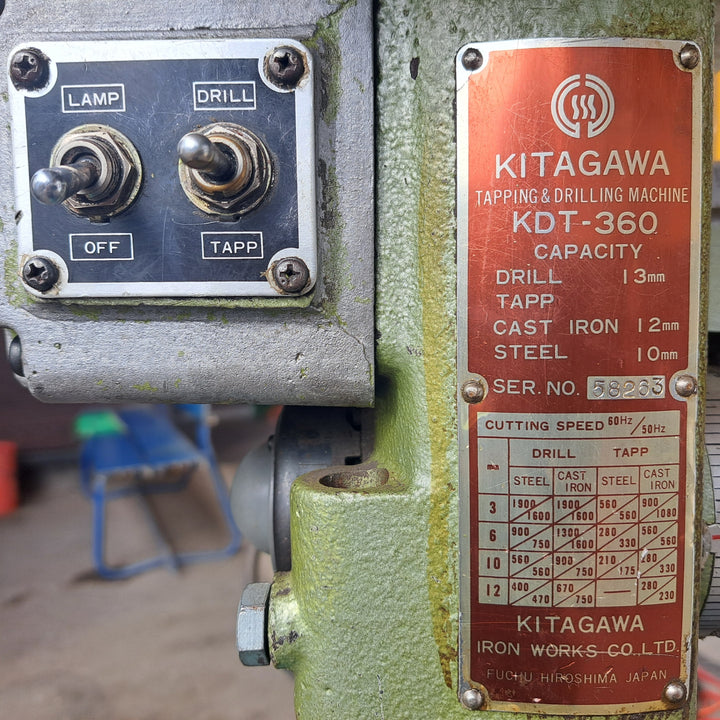 LAMP DRILL
OFF TAPP
KITAGAWA
TAPPING & DRILLING MACHINE
KDT-360
CAPACITY
DRILL 13mm
TAPP
CAST IRON 12mm
STEEL 10mm
SER. NO. 58263
CUTTING SPEED 60Hz/50Hz
DRILL TAPP
STEEL CAST IRON STEEL CAST IRON
3 1900/1600 1900/1600 560/560 900/1080
6 900/750 1300/1600 280/330 560/560
10 560/560 900/750 210/175 280/330
12 400/470 670/750 — 280/230
KITAGAWA
IRON WORKS CO., LTD.
FUCHU HIROSHIMA JAPAN